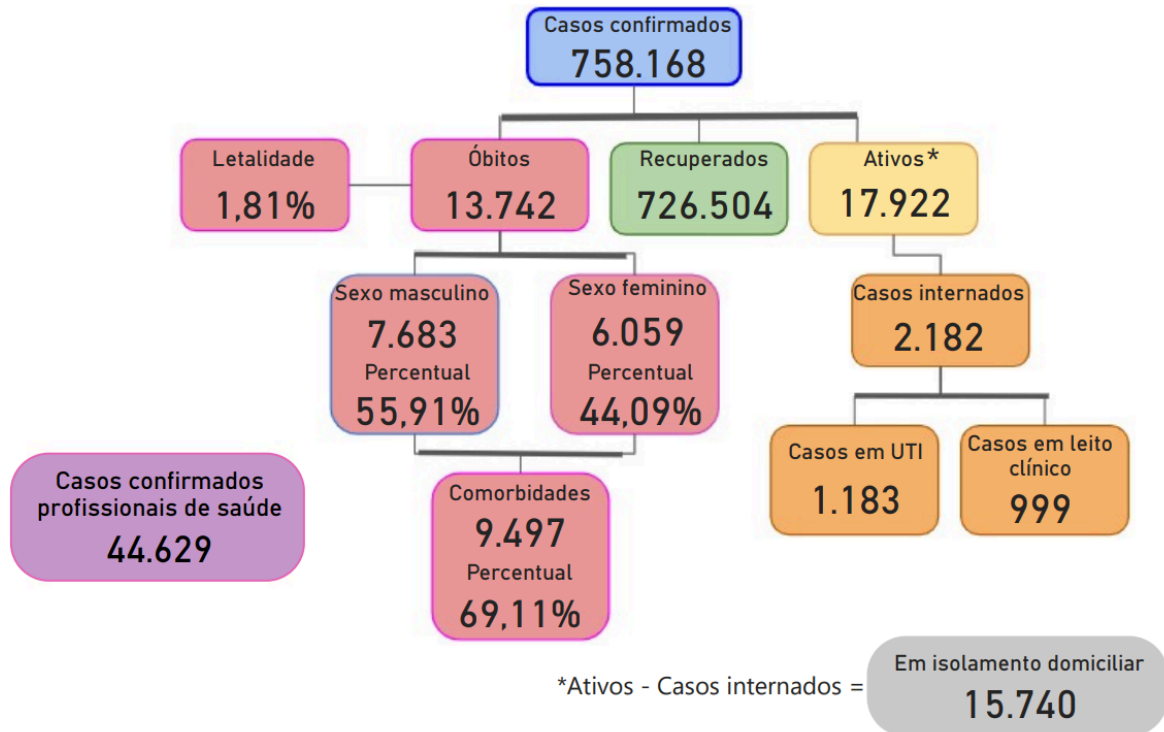 Casos confirmados
758.168
Letalidade
1,81%
Óbitos
13.742
Recuperados
726.504
Ativos*
17.922
Sexo masculino
7.683
Percentual
55,91%
Sexo feminino
6.059
Percentual
44,09%
Casos internados
2.182
Casos em UTI
1.183
Casos em leito
clínico
999
Comorbidades
9.497
Percentual
69,11%
Casos confirmados
profissionais de saúde
44.629
*Ativos - Casos internados =
Em isolamento domiciliar
15.740